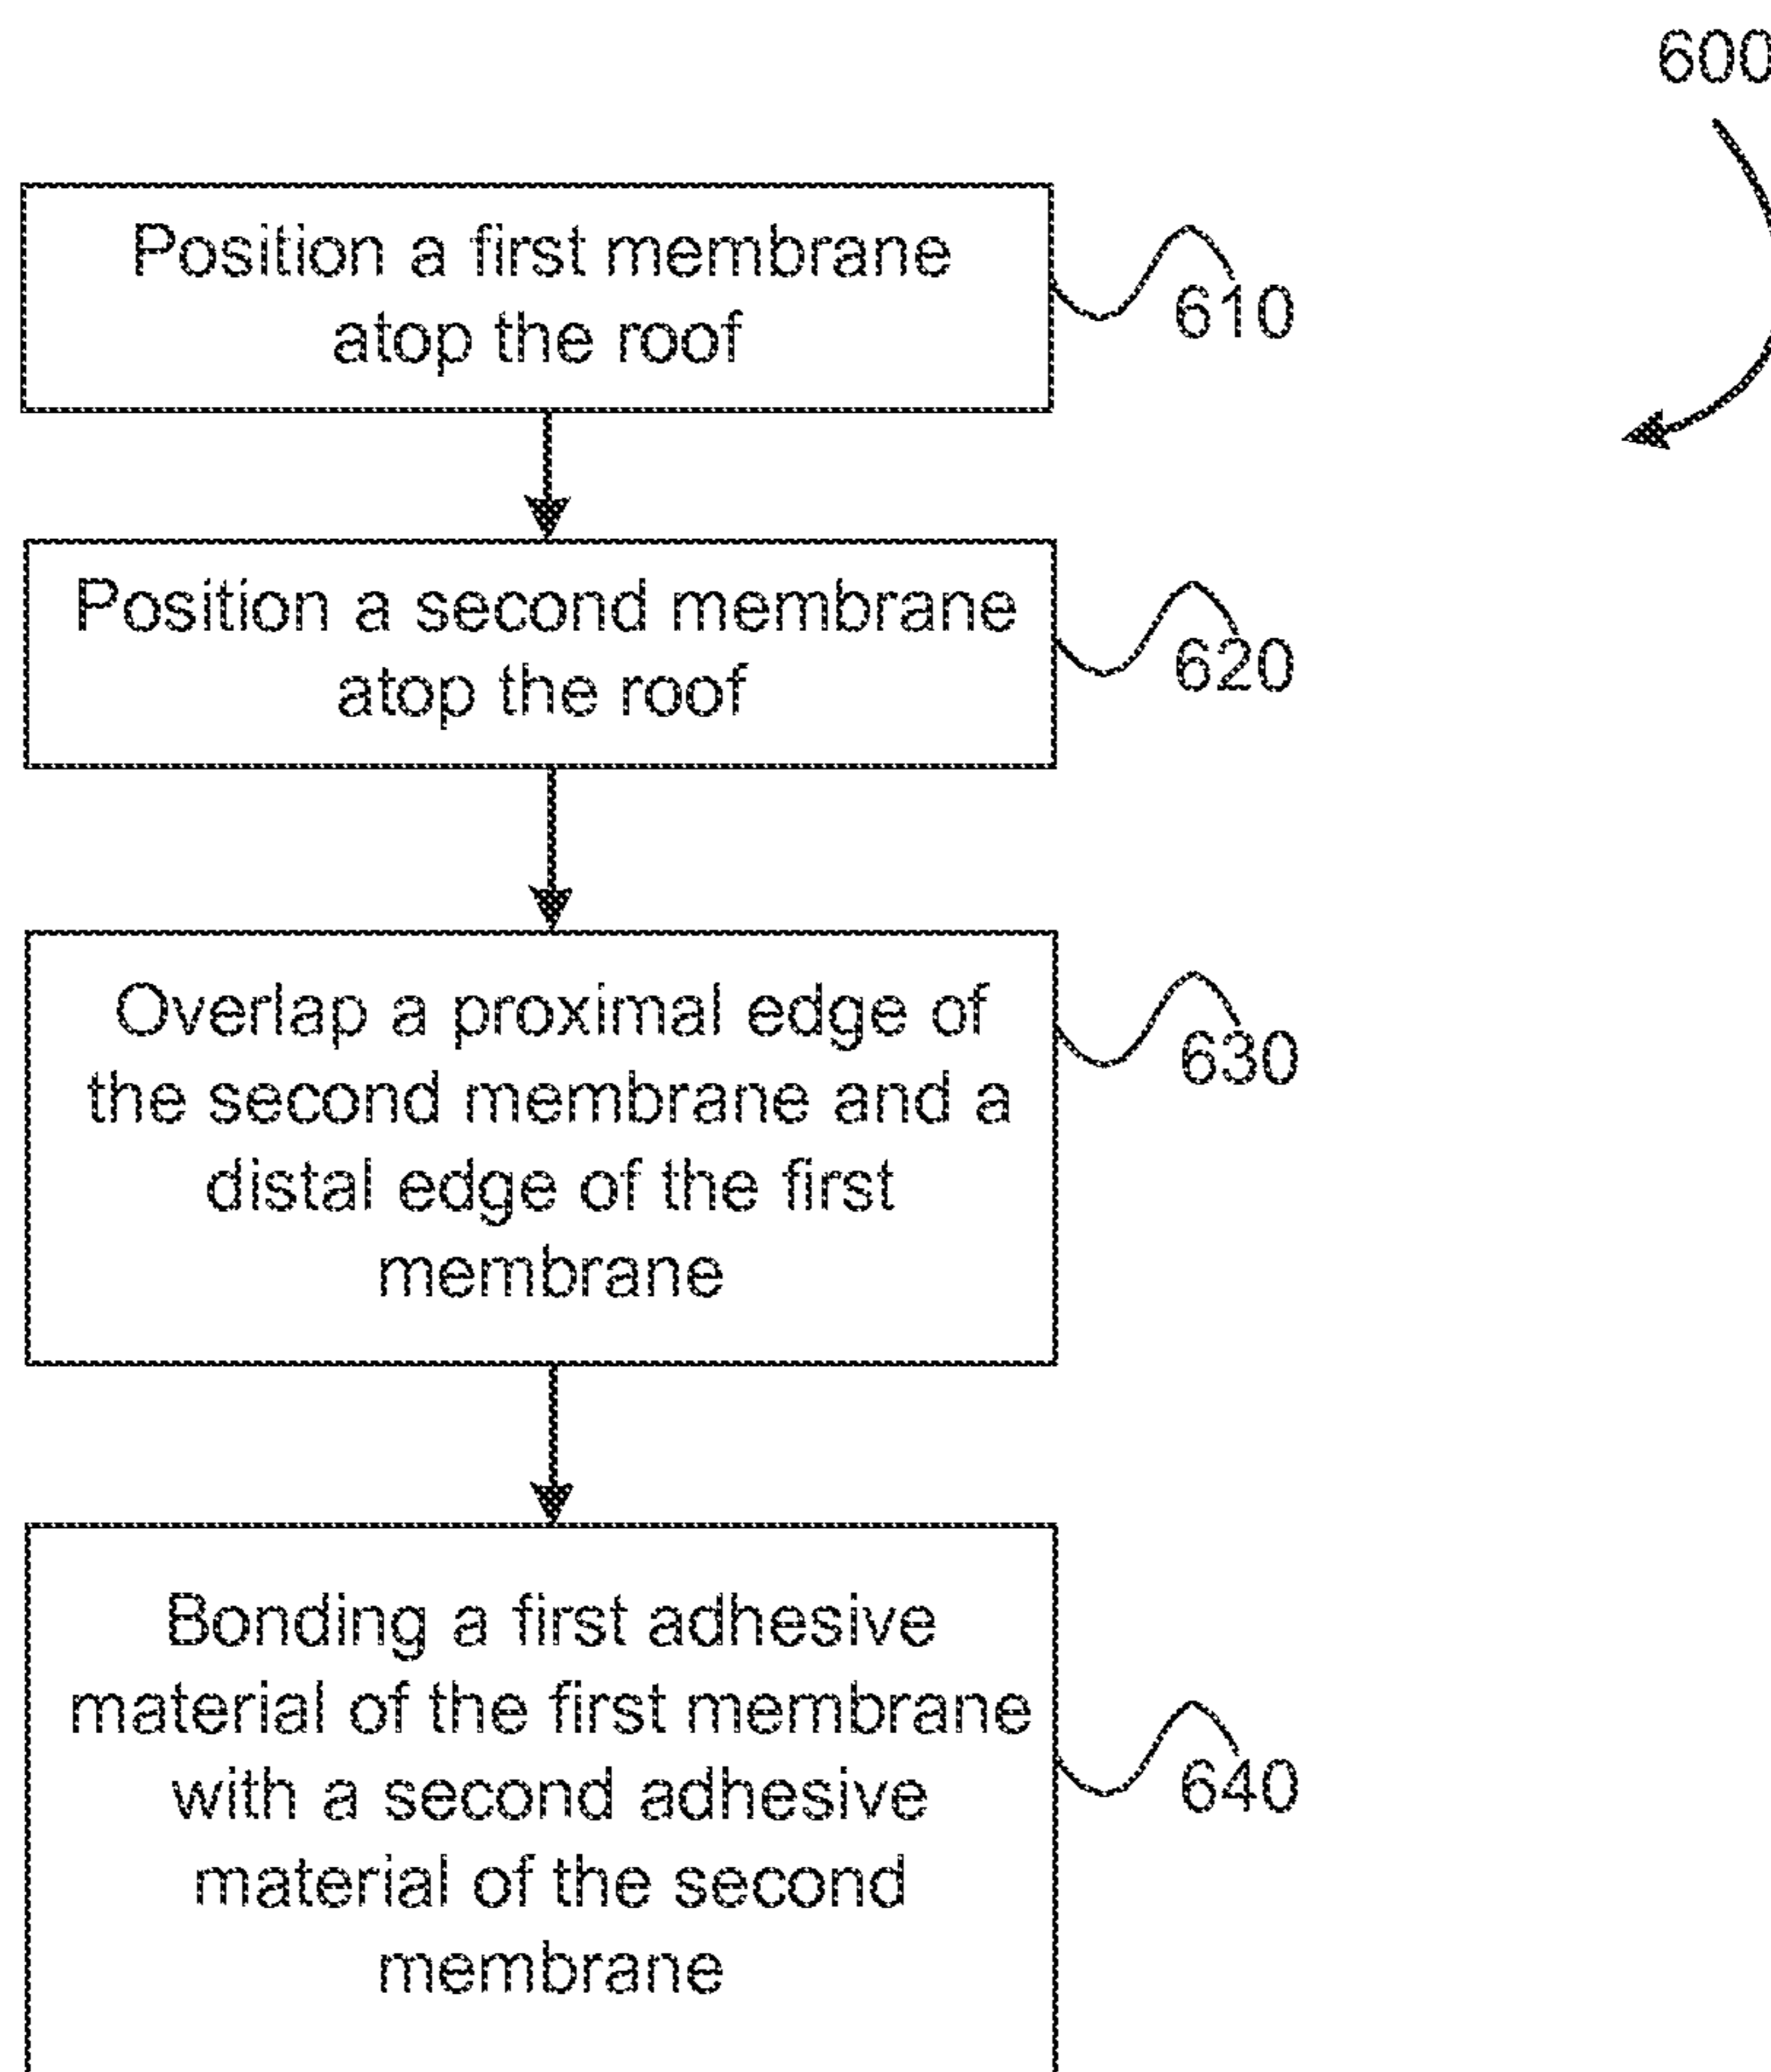 600
Position a first membrane
atop the roof
610
Position a second membrane
atop the roof
620
Overlap a proximal edge of
the second membrane and a
distal edge of the first
membrane
630
Bonding a first adhesive
material of the first membrane
with a second adhesive
material of the second
membrane
640